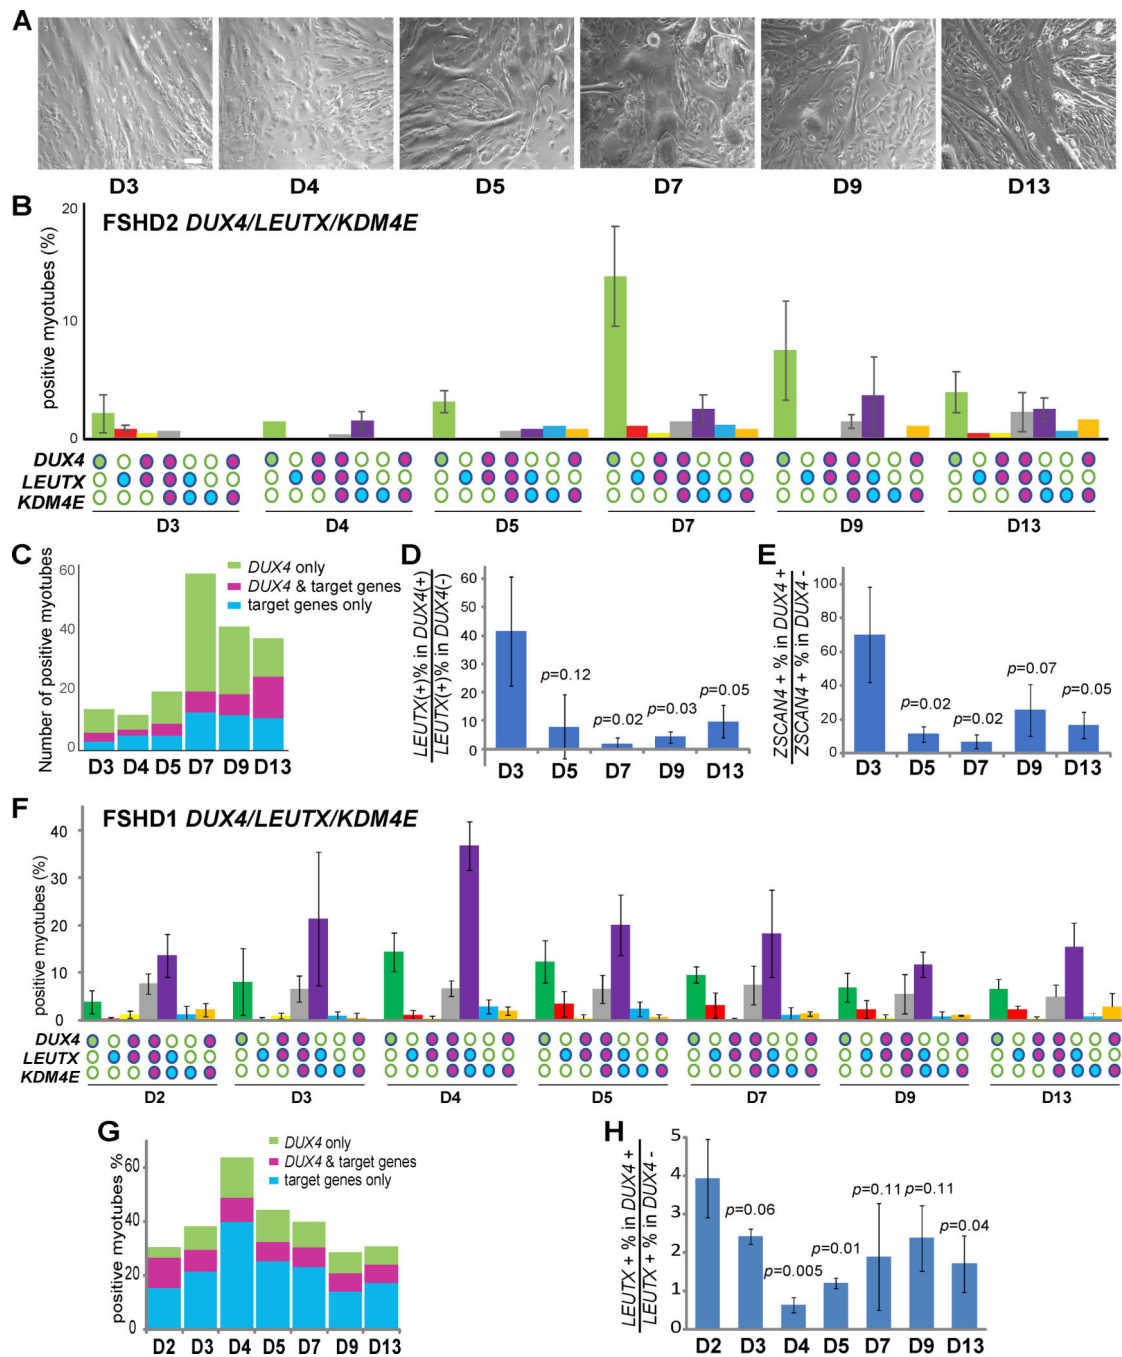 A
D3 D4 D5 D7 D9 D13
B
FSHD2 DUX4/LEUTX/KDM4E
positive myotubes (%)
20
10
0
DUX4
LEUTX
KDM4E
D3 D4 D5 D7 D9 D13
C
Number of positive myotubes
60
40
20
0
DUX4 only
DUX4 & target genes
target genes only
D3 D4 D5 D7 D9 D13
D
LEUTX(+)% in DUX4(+)
LEUTX(+)% in DUX4(-)
60
50
40
30
20
10
0
p=0.12
p=0.02
p=0.03
p=0.05
D3 D5 D7 D9 D13
E
ZSCAN4 + % in DUX4 +
ZSCAN4 + % in DUX4 -
100
80
60
40
20
0
p=0.02
p=0.02
p=0.07
p=0.05
D3 D5 D7 D9 D13
F
FSHD1 DUX4/LEUTX/KDM4E
positive myotubes (%)
40
30
20
10
0
DUX4
LEUTX
KDM4E
D2 D3 D4 D5 D7 D9 D13
G
positive myotubes %
60
40
20
0
DUX4 only
DUX4 & target genes
target genes only
D2 D3 D4 D5 D7 D9 D13
H
LEUTX + % in DUX4 +
LEUTX + % in DUX4 -
5
4
3
2
1
0
p=0.06
p=0.005
p=0.01
p=0.11
p=0.11
p=0.04
D2 D3 D4 D5 D7 D9 D13